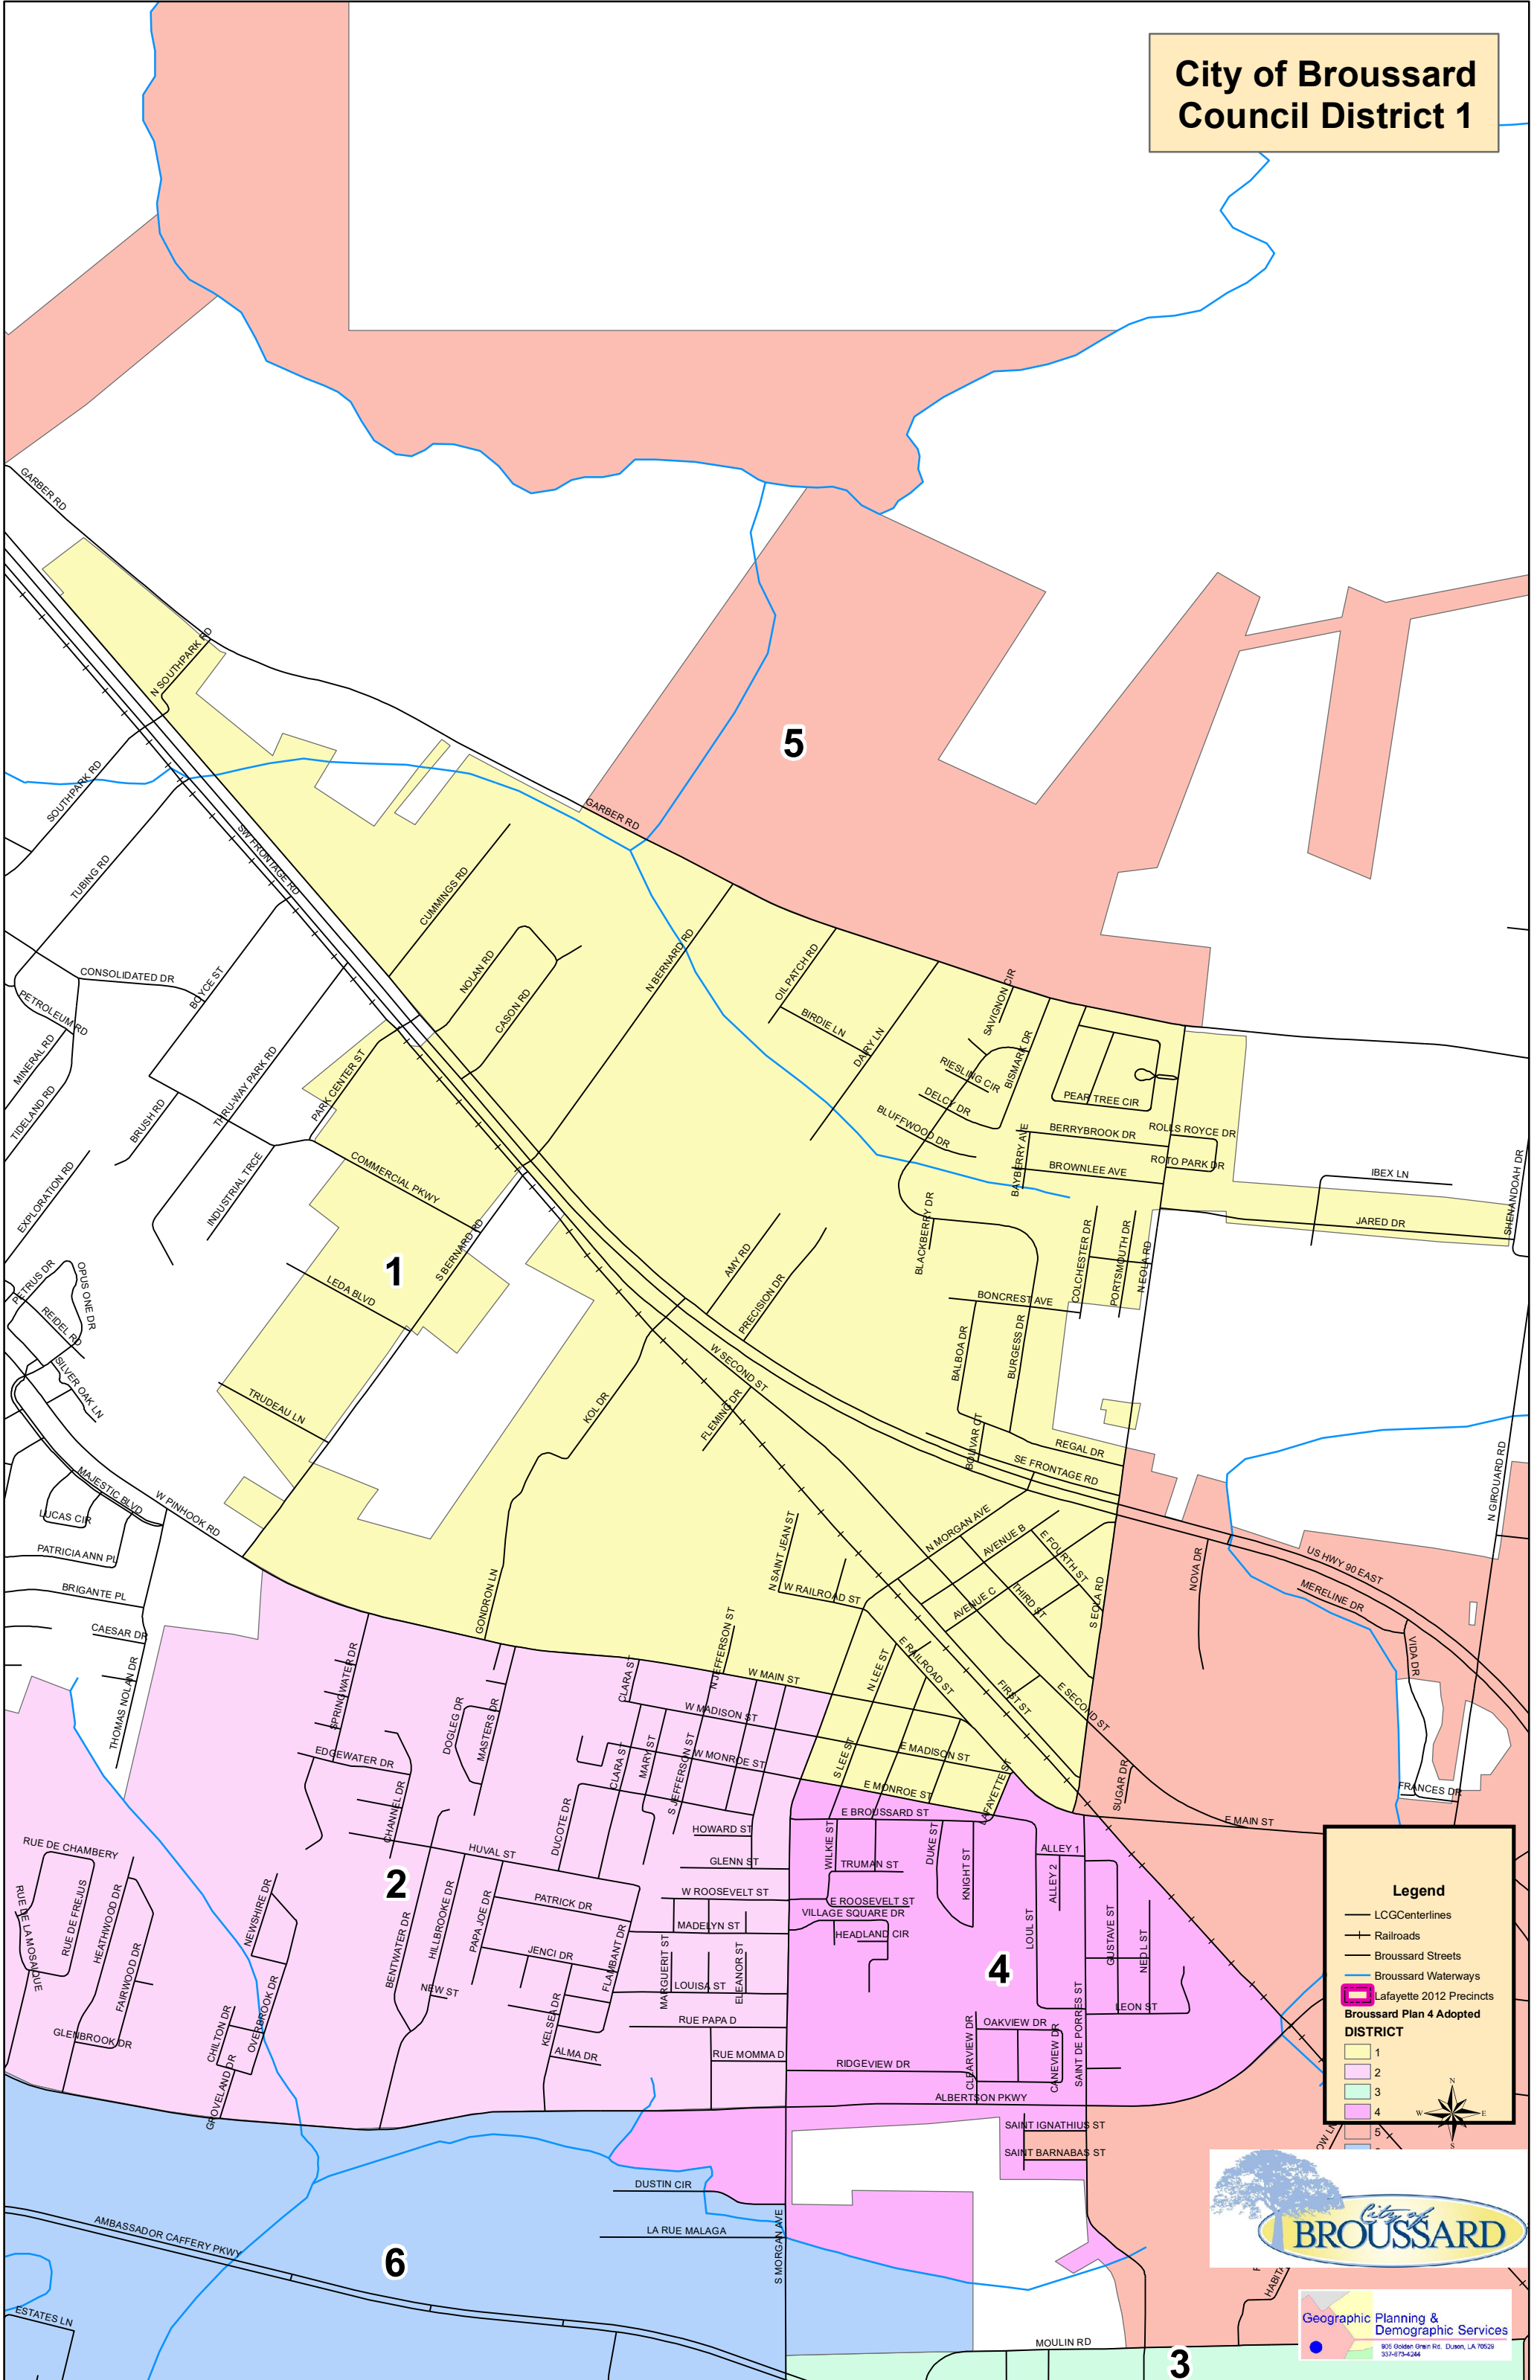 City of Broussard
Council District 1
GARBER RD
N SOUTHPARK RD
SOUTHPARK RD
5
GARBER RD
SW FRONTAGE RD
TUBING RD
CUMMINGS RD
NOLAN RD
N BERNARD RD
OIL PATCH RD
CONSOLIDATED DR
BOYCE ST
CASON RD
BIRDIE LN
SAVIGNON CIR
PETROLEUM RD
DAIRY LN
BISMARK DR
MINERAL RD
RIESLING CIR
THRU-WAY PARK RD
PARK CENTER ST
DELCY DR
PEAR TREE CIR
TIDELAND RD
BRUSH RD
BLUFFWOOD DR
BERRYBROOK DR
ROLLS ROYCE DR
BAYBERRY AVE
BROWNLEE AVE
ROTO PARK DR
COMMERCIAL PKWY
IBEX LN
EXPLORATION RD
INDUSTRIAL TRCE
SHENANDOAH DR
BLACKBERRY DR
JARED DR
S BERNARD RD
AMY RD
COLCHESTER DR
PORTSMOUTH DR
N EOLA RD
1
PETRUS DR
OPUS ONE DR
LEDA BLVD
PRECISION DR
BONCREST AVE
REIDEL RD
W SECOND ST
BALBOA DR
BURGESS DR
SILVER OAK LN
TRUDEAU LN
KOL DR
FLEMING DR
BOLIVAR CT
REGAL DR
SE FRONTAGE RD
MAJESTIC BLVD
W PINHOOK RD
N GIROUARD RD
LUCAS CIR
N MORGAN AVE
AVENUE B
E FOURTH ST
PATRICIA ANN PL
N SAINT JEAN ST
US HWY 90 EAST
NOVA DR
BRIGANTE PL
GONDRON LN
W RAILROAD ST
AVENUE C
THIRD ST
S EOLA RD
MERELINE DR
CAESAR DR
N JEFFERSON ST
E RAILROAD ST
VIDA DR
THOMAS NOLAN DR
SPRINGWATER DR
CLARA ST
W MAIN ST
N LEE ST
FIRST ST
E SECOND ST
DOGLEG DR
MASTERS DR
W MADISON ST
EDGEWATER DR
CLARA ST
MARY ST
S JEFFERSON ST
W MONROE ST
S LEE ST
E MADISON ST
LAFAYETTE ST
SUGAR DR
E MONROE ST
FRANCES DR
CHANNEL DR
DUCOTE DR
E BROUSSARD ST
E MAIN ST
HOWARD ST
WILKIE ST
DUKE ST
RUE DE CHAMBERY
HUVAL ST
GLENN ST
TRUMAN ST
KNIGHT ST
ALLEY 1
2
ALLEY 2
Legend
RUE DE LA MOSAIQUE
RUE DE FREJUS
HEATHWOOD DR
NEWSHIRE DR
HILLBROOKE DR
PAPA JOE DR
PATRICK DR
W ROOSEVELT ST
E ROOSEVELT ST
VILLAGE SQUARE DR
LOUL ST
GUSTAVE ST
NED L ST
LCGCenterlines
MADELYN ST
HEADLAND CIR
Railroads
FAIRWOOD DR
BENTWATER DR
JENCI DR
FLAMBANT DR
4
Broussard Streets
MARGUERIT ST
ELEANOR ST
Broussard Waterways
NEW ST
LOUISA ST
Lafayette 2012 Precincts
OVERBROOK DR
KELSEA DR
LEON ST
Broussard Plan 4 Adopted
CHILTON DR
RUE PAPA D
OAKVIEW DR
SAINT DE PORRES ST
DISTRICT
GLENBROOK DR
ALMA DR
RUE MOMMA D
CLEARVIEW DR
CANEVIEW DR
1
GROVELAND DR
RIDGEVIEW DR
2
ALBERTSON PKWY
3
4
N
W
E
S
5
SAINT IGNATHIUS ST
SAINT BARNABAS ST
DUSTIN CIR
LA RUE MALAGA
City of
BROUSSARD
AMBASSADOR CAFFERY PKWY
6
S MORGAN AVE
HABITA
ESTATES LN
Geographic Planning &
Demographic Services
905 Golden Grain Rd. Duson, LA 70529
337-873-4244
MOULIN RD
3